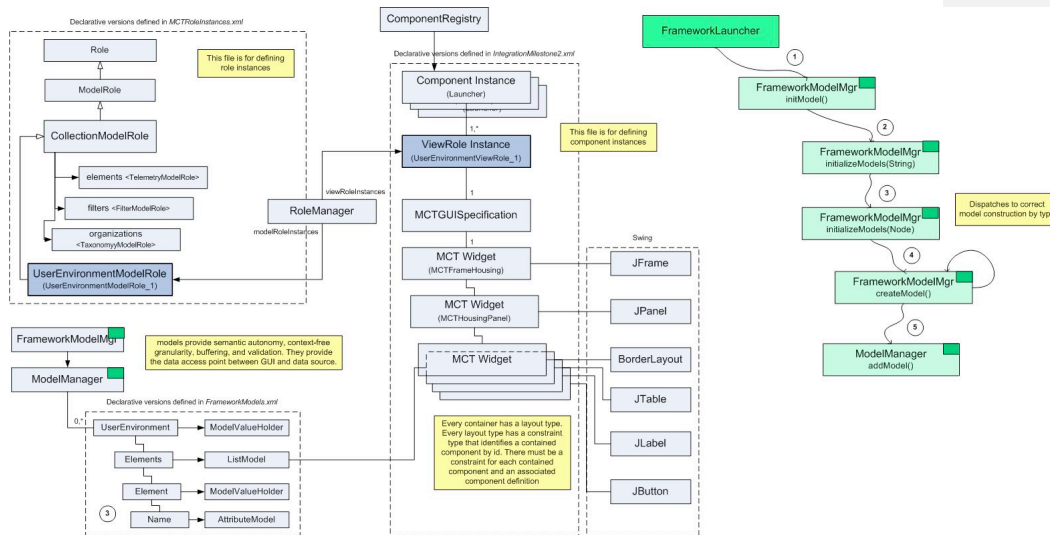 Declarative versions defined in MCTRoleInstances.xml
Role
ModelRole
CollectionModelRole
elements <TelemetryModelRole>
filters <FilterModelRole>
organizations
<TaxonomyyModelRole>
UserEnvironmentModelRole
(UserEnvironmentModelRole_1)
This file is for defining
role instances
viewRoleInstances
RoleManager
modelRoleInstances
ComponentRegistry
Declarative versions defined in IntegrationMilestone2.xml
Component Instance
(Launcher)
(Launcher)
1,*
ViewRole Instance
(UserEnvironmentViewRole_1)
This file is for defining
component instances
1
MCTGUISpecification
1
MCT Widget
(MCTFrameHousing)
MCT Widget
(MCTHousingPanel)
MCT Widget
Every container has a layout type.
Every layout type has a constraint
type that identifies a contained
component by id. There must be a
constraint for each contained
component and an associated
component definition
Swing
JFrame
JPanel
BorderLayout
JTable
JLabel
JButton
FrameworkModelMgr
ModelManager
models provide semantic autonomy, context-free
granularity, buffering, and validation. They provide
the data access point between GUI and data source.
Declarative versions defined in FrameworkModels.xml
0,*
UserEnvironment
ModelValueHolder
Elements
ListModel
Element
ModelValueHolder
3
Name
AttributeModel
FrameworkLauncher
1
FrameworkModelMgr
initModel()
2
FrameworkModelMgr
initializeModels(String)
3
Dispatches to correct
model construction by typ
FrameworkModelMgr
initializeModels(Node)
4
FrameworkModelMgr
createModel()
5
ModelManager
addModel()